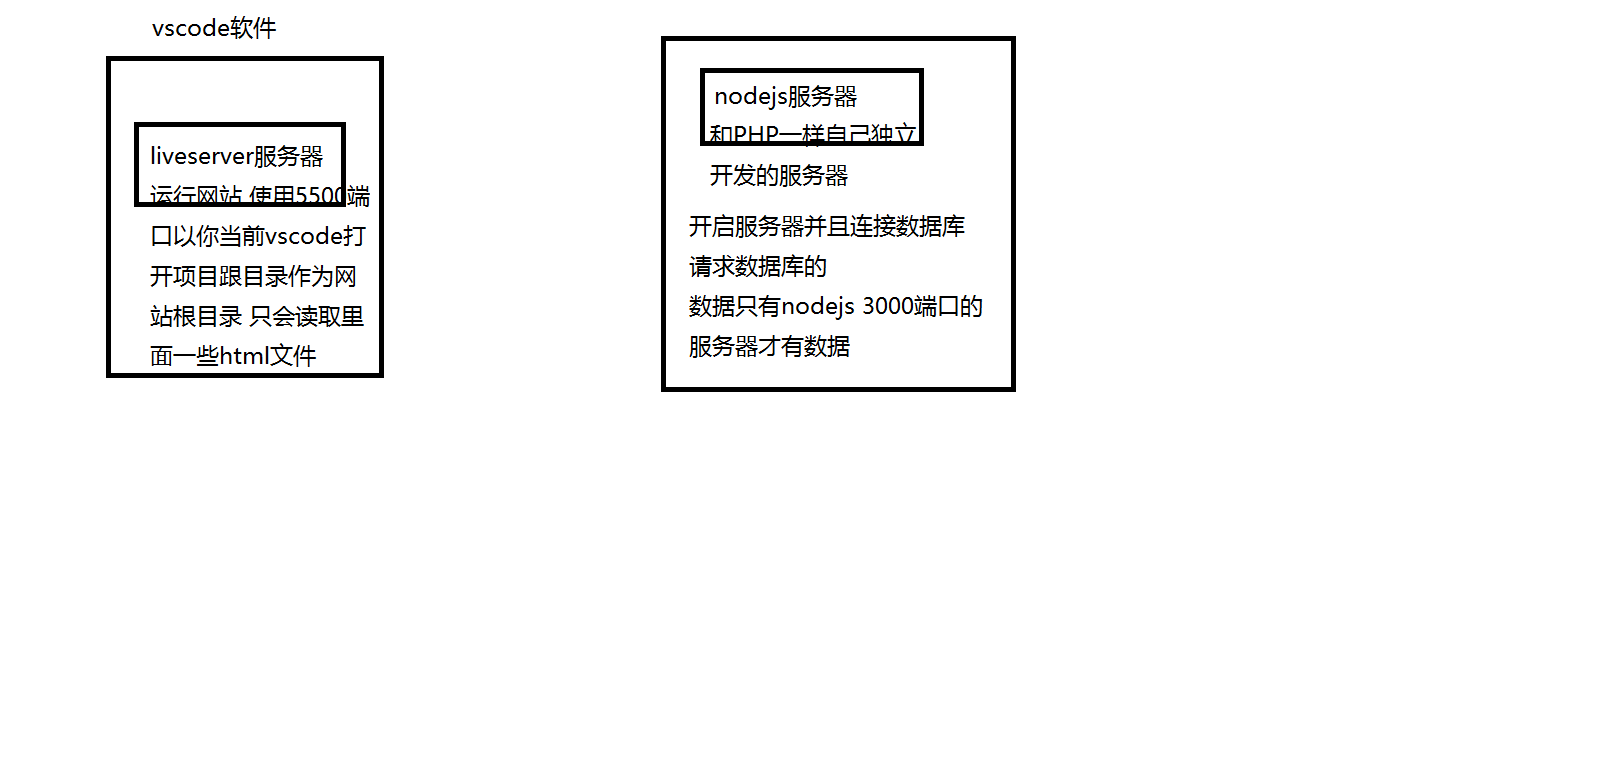 vscode软件
liveserver服务器
运行网站 使用5500端
口以你当前vscode打
开项目跟目录作为网
站根目录 只会读取里
面一些html文件
nodejs服务器
和PHP一样自己独立
开发的服务器
开启服务器并且连接数据库
请求数据库的
数据只有nodejs 3000端口的
服务器才有数据